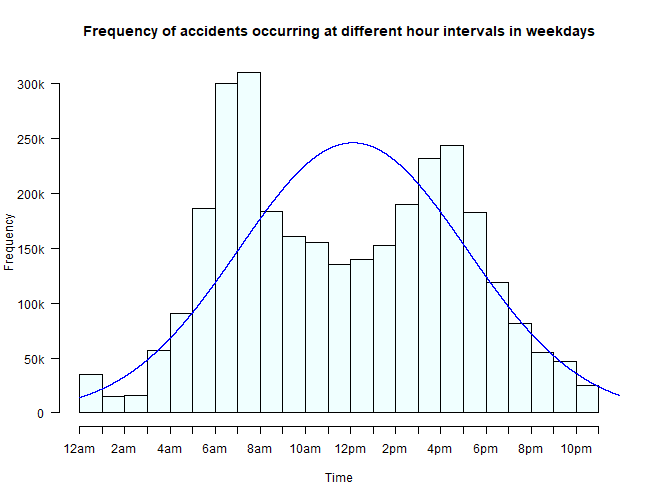 Frequency of accidents occurring at different hour intervals in weekdays
Frequency
300k
250k
200k
150k
100k
50k
0
12am 2am 4am 6am 8am 10am 12pm 2pm 4pm 6pm 8pm 10pm
Time